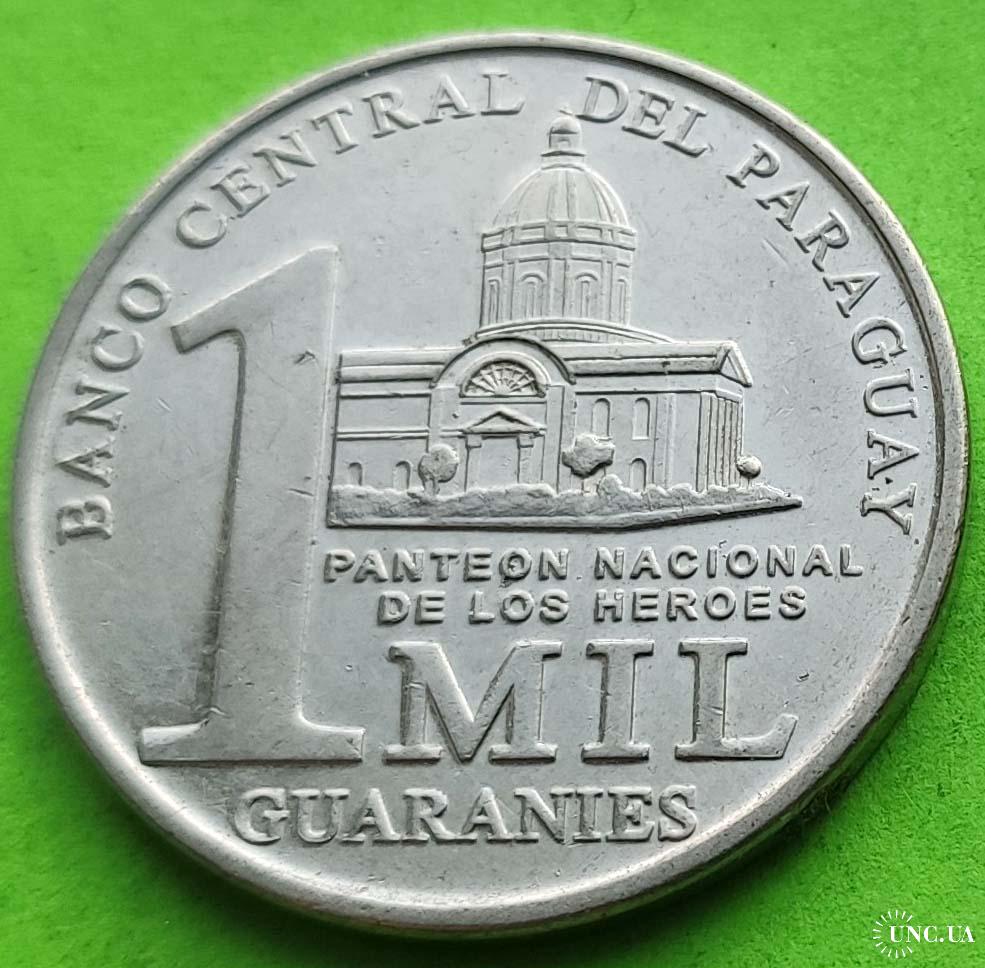 BANCO CENTRAL DEL PARAGUAY
PANTEON NACIONAL
DE LOS HEROES
1 MIL
GUARANIES
UNC.UA